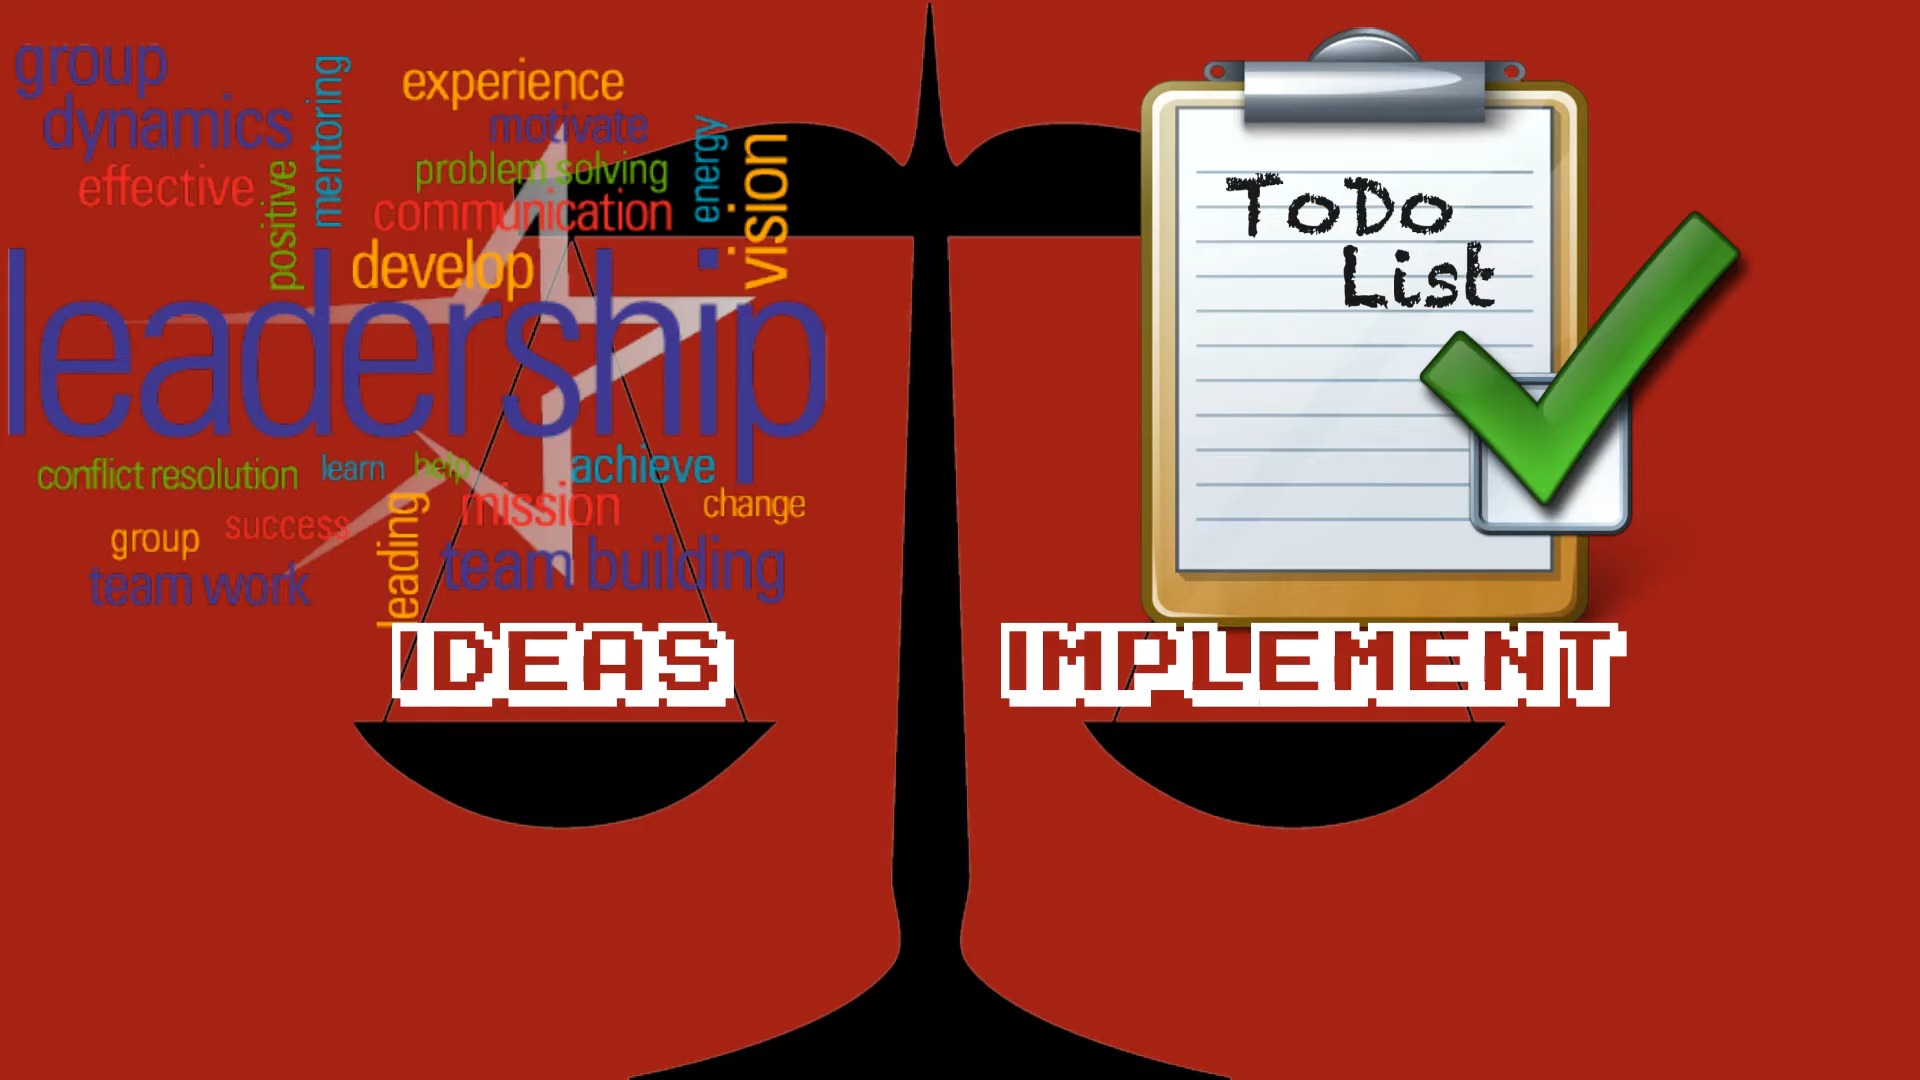 group
dynamics
effective
positive
mentoring
experience
motivate
problem solving
communication
develop
energy
vision
leadership
conflict resolution
learn
help
achieve
mission
change
group
success
leading
team work
team building
IDEAS
ToDo
List
IMPLEMENT